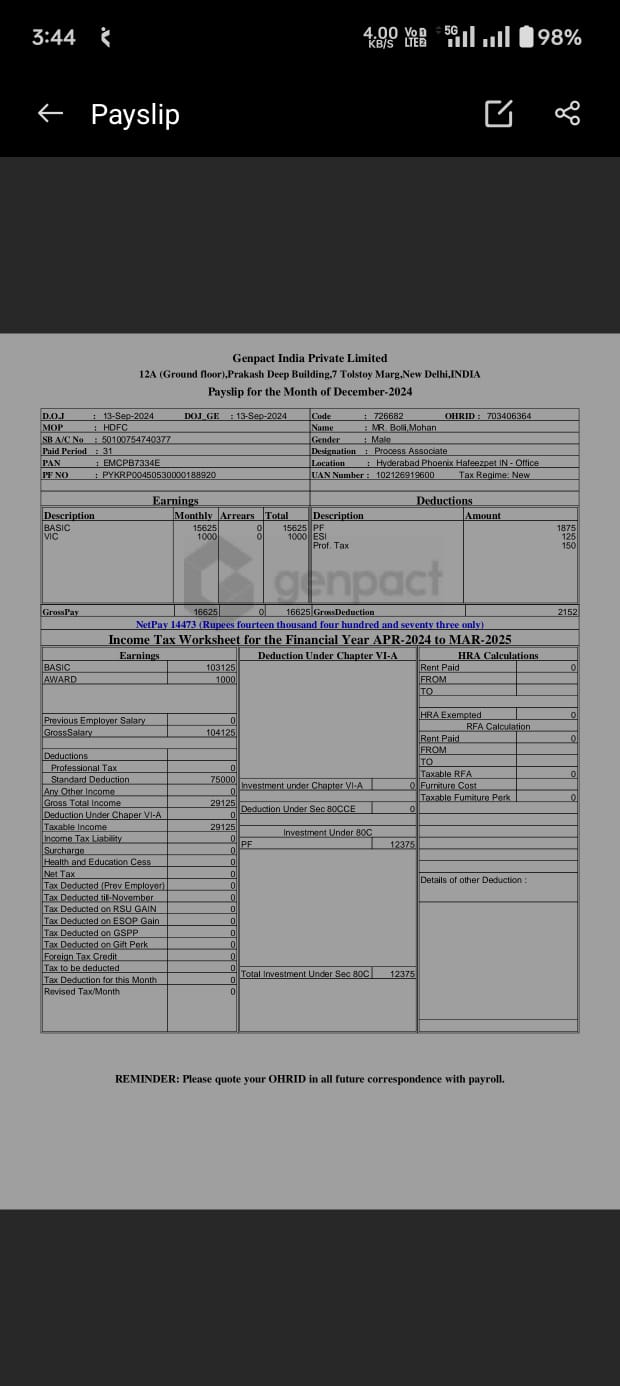 3:44
4.00 KB/S Vo 1 LTE 2 5G 98%
Payslip
Genpact India Private Limited
12A (Ground floor),Prakash Deep Building,7 Tolstoy Marg,New Delhi,INDIA
Payslip for the Month of December-2024
D.O.J : 13-Sep-2024 DOJ_GE : 13-Sep-2024 Code : 726682 OHRID : 703406364
MOP : HDFC Name : MR. Bolli,Mohan
SB A/C No : 50100754740377 Gender : Male
Paid Period : 31 Designation : Process Associate
PAN : EMCPB7334E Location : Hyderabad Phoenix Hafeezpet IN - Office
PF NO : PYKRP00450530000188920 UAN Number : 102126919600 Tax Regime: New
Earnings Deductions
Description Monthly Arrears Total Description Amount
BASIC 15625 0 15625 PF 1875
VIC 1000 0 1000 ESI 125
Prof. Tax 150
genpact
GrossPay 16625 0 16625 GrossDeduction 2152
NetPay 14473 (Rupees fourteen thousand four hundred and seventy three only)
Income Tax Worksheet for the Financial Year APR-2024 to MAR-2025
Earnings Deduction Under Chapter VI-A HRA Calculations
BASIC 103125 Rent Paid 0
AWARD 1000 FROM
TO
Previous Employer Salary 0 HRA Exempted 0
RFA Calculation
GrossSalary 104125 Rent Paid 0
FROM
Deductions
Professional Tax 0 TO
Standard Deduction 75000 Taxable RFA 0
Any Other Income 0 Investment under Chapter VI-A 0 Furniture Cost
Gross Total Income 29125 Taxable Furniture Perk 0
Deduction Under Chaper VI-A 0 Deduction Under Sec 80CCE 0
Taxable Income 29125 Investment Under 80C
Income Tax Liability 0 PF 12375
Surcharge 0
Health and Education Cess 0
Net Tax 0
Tax Deducted (Prev Employer) 0 Details of other Deduction :
Tax Deducted till-November 0
Tax Deducted on RSU GAIN 0
Tax Deducted on ESOP Gain 0
Tax Deducted on GSPP 0
Tax Deducted on Gift Perk 0
Foreign Tax Credit 0
Tax to be deducted 0 Total Investment Under Sec 80C 12375
Tax Deduction for this Month 0
Revised Tax/Month 0
REMINDER: Please quote your OHRID in all future correspondence with payroll.